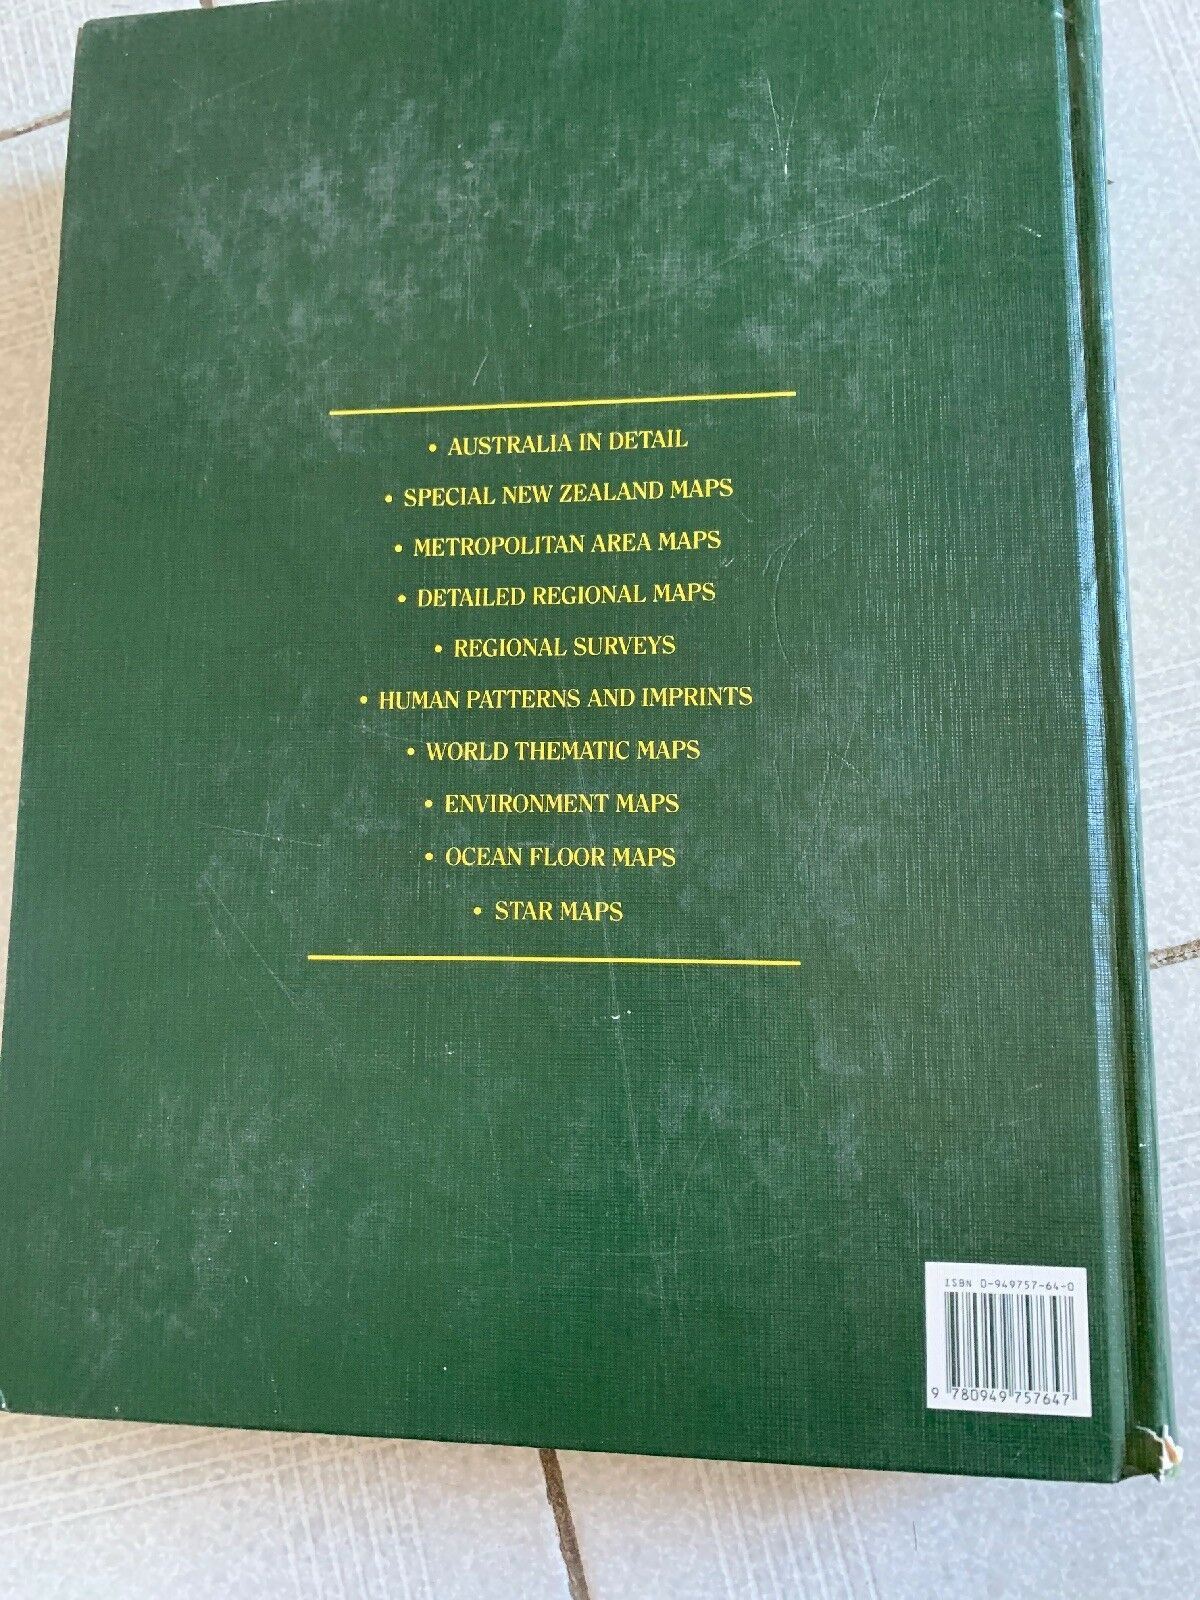 • AUSTRALIA IN DETAIL
• SPECIAL NEW ZEALAND MAPS
• METROPOLITAN AREA MAPS
• DETAILED REGIONAL MAPS
• REGIONAL SURVEYS
• HUMAN PATTERNS AND IMPRINTS
• WORLD THEMATIC MAPS
• ENVIRONMENT MAPS
• OCEAN FLOOR MAPS
• STAR MAPS
ISBN 0-949757-64-0
9 780949 757647